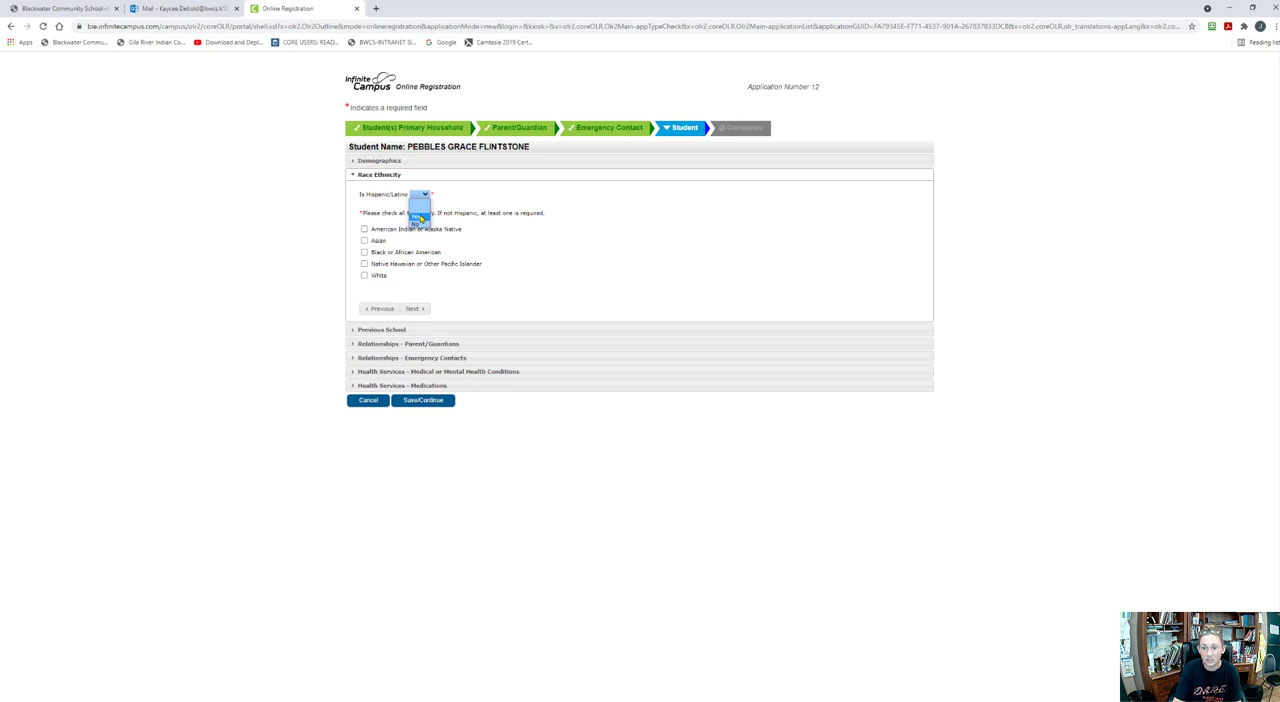 Blackwater Community School-H
Mail - Kaycee.Debold@bwcs.k12
Online Registration
bie.infinitecampus.com/campus/olr2/coreOLR/portal/shell.xsl?x=olr2.Olr2Outline&mode=onlineregistration&applicationMode=new&login=&kiosk=&x=olr2.coreOLR.Olr2Main-appTypeCheck&x=olr2.coreOLR.Olr2Main-applicationList&applicationGUID=FA79345E-F771-4537-901A-267837833DCB&x=olr2.coreOLR.olr_translations-appLang&x=olr2.c...
Apps Blackwater Commu... Gila River Indian Co... Download and Depl... CORE USERS: READ... BWCS-INTRANET SI... Google Camtasia 2019 Cert... Reading list
Infinite Campus Online Registration
Application Number 12
* Indicates a required field
Student(s) Primary Household Parent/Guardian Emergency Contact Student Completed
Student Name: PEBBLES GRACE FLINTSTONE
Demographics
Race Ethnicity
Is Hispanic/Latino *
*Please check all If not Hispanic, at least one is required.
Yes
No
American Indian or Alaska Native
Asian
Black or African American
Native Hawaiian or Other Pacific Islander
White
Previous Next
Previous School
Relationships - Parent/Guardians
Relationships - Emergency Contacts
Health Services - Medical or Mental Health Conditions
Health Services - Medications
Cancel Save/Continue